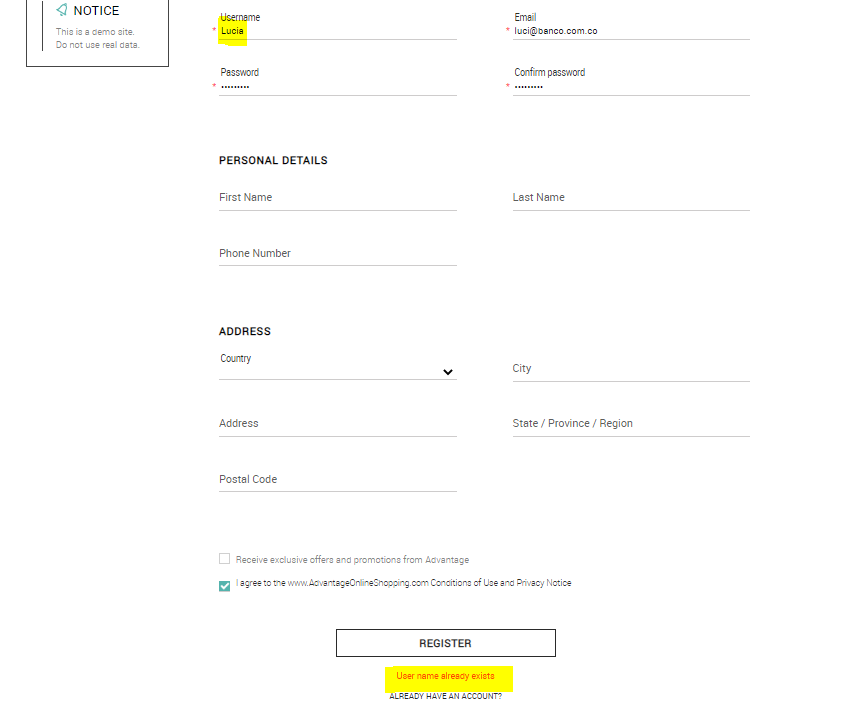 NOTICE
This is a demo site.
Do not use real data.
Username
* Lucia
Email
* luci@banco.com.co
Password
* •••••••••
Confirm password
* •••••••••
PERSONAL DETAILS
First Name
Last Name
Phone Number
ADDRESS
Country
City
Address
State / Province / Region
Postal Code
Receive exclusive offers and promotions from Advantage
I agree to the www.AdvantageOnlineShopping.com Conditions of Use and Privacy Notice
REGISTER
User name already exists
ALREADY HAVE AN ACCOUNT?